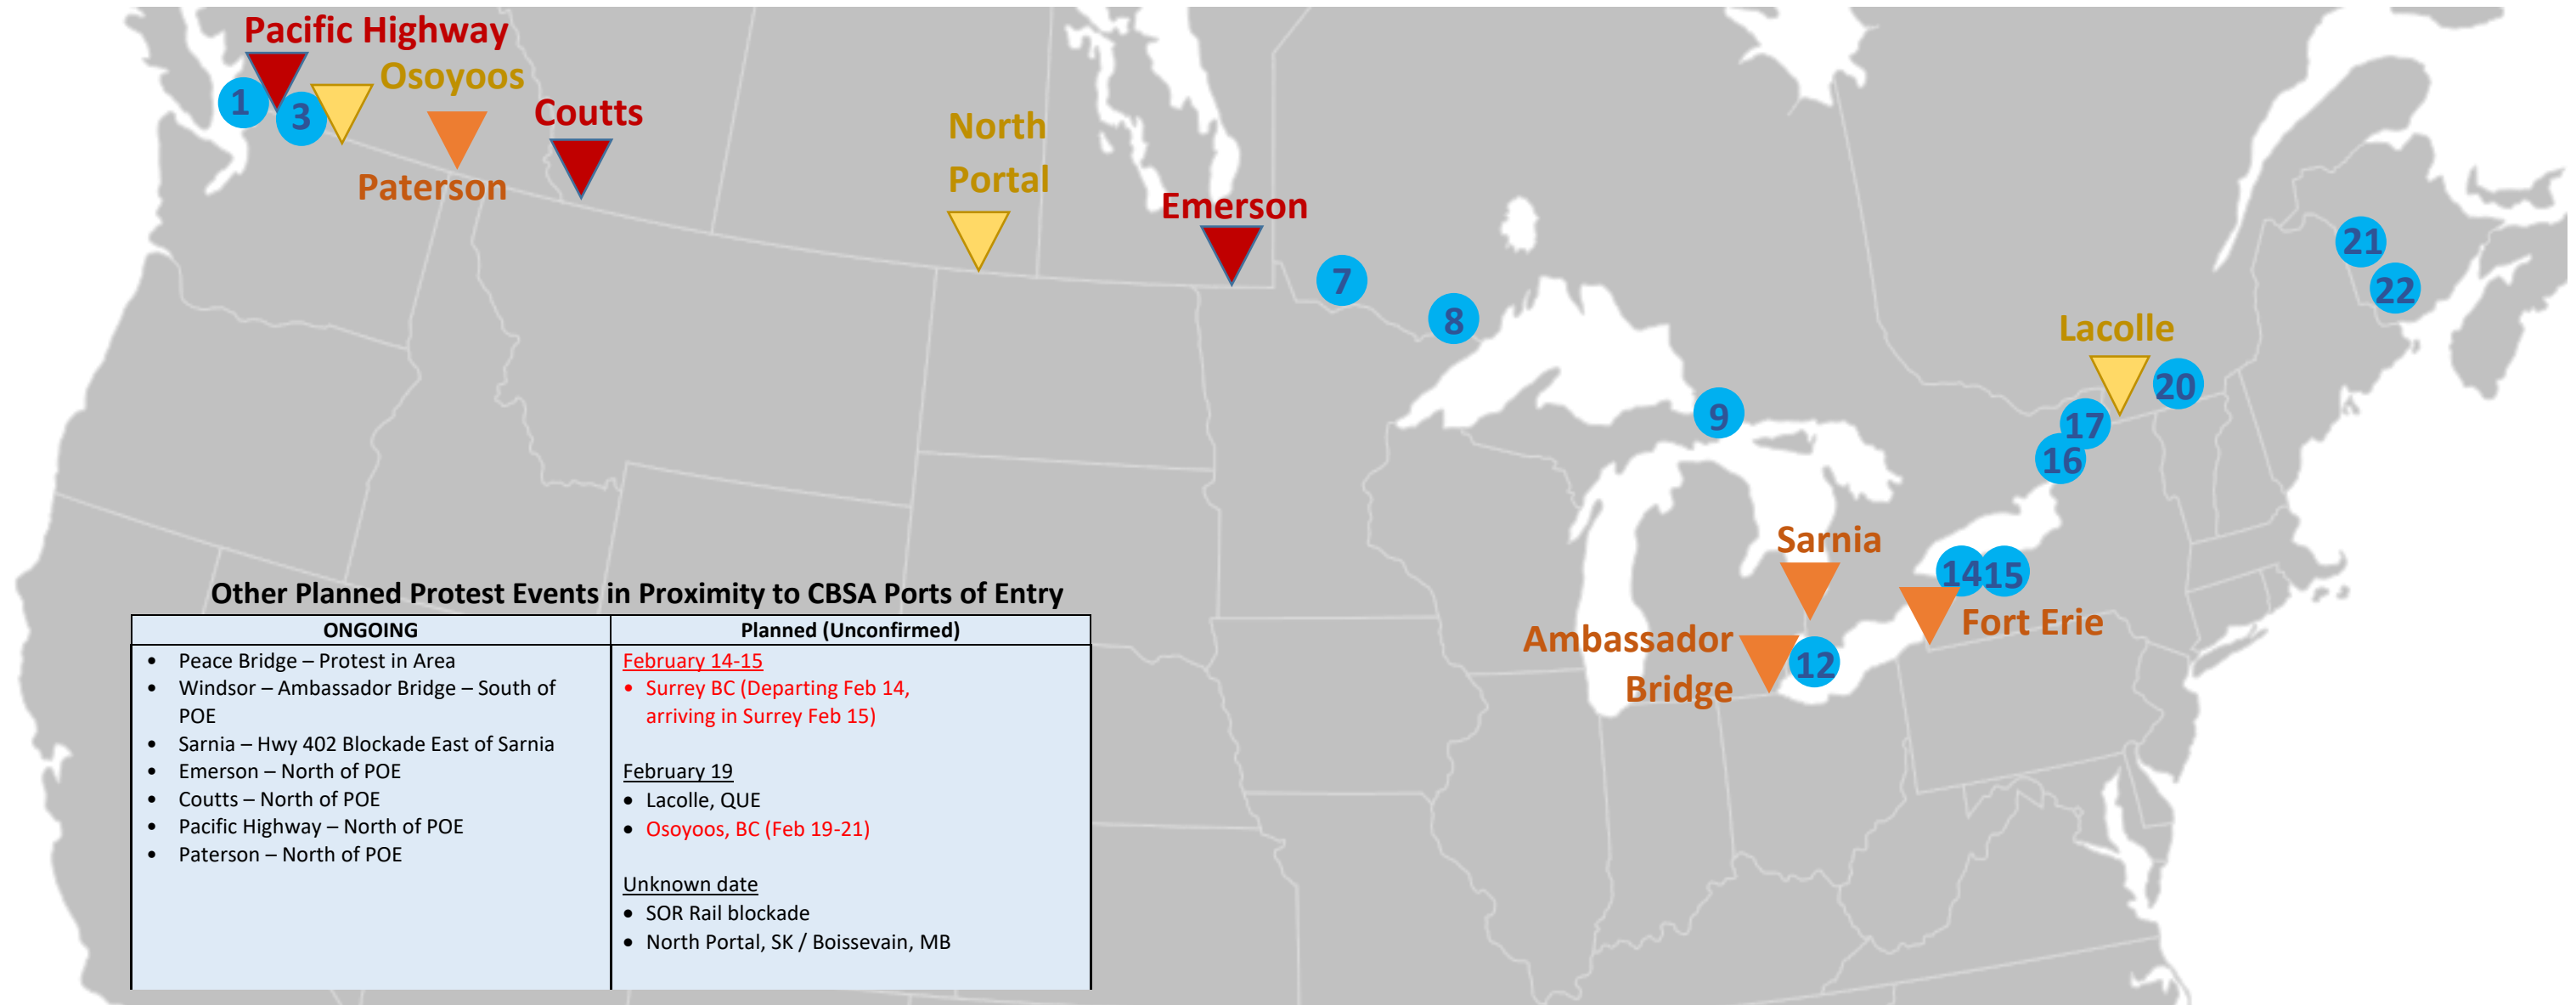 Pacific Highway
Osoyoos
1
3
Coutts
Paterson
North
Portal
Emerson
7
8
9
21
22
Lacolle
20
17
16
Sarnia
14
15
Fort Erie
Ambassador
Bridge
12
Other Planned Protest Events in Proximity to CBSA Ports of Entry
ONGOING
• Peace Bridge – Protest in Area
• Windsor – Ambassador Bridge – South of
POE
• Sarnia – Hwy 402 Blockade East of Sarnia
• Emerson – North of POE
• Coutts – North of POE
• Pacific Highway – North of POE
• Paterson – North of POE
Planned (Unconfirmed)
February 14-15
• Surrey BC (Departing Feb 14,
arriving in Surrey Feb 15)
February 19
• Lacolle, QUE
• Osoyoos, BC (Feb 19-21)
Unknown date
• SOR Rail blockade
• North Portal, SK / Boissevain, MB